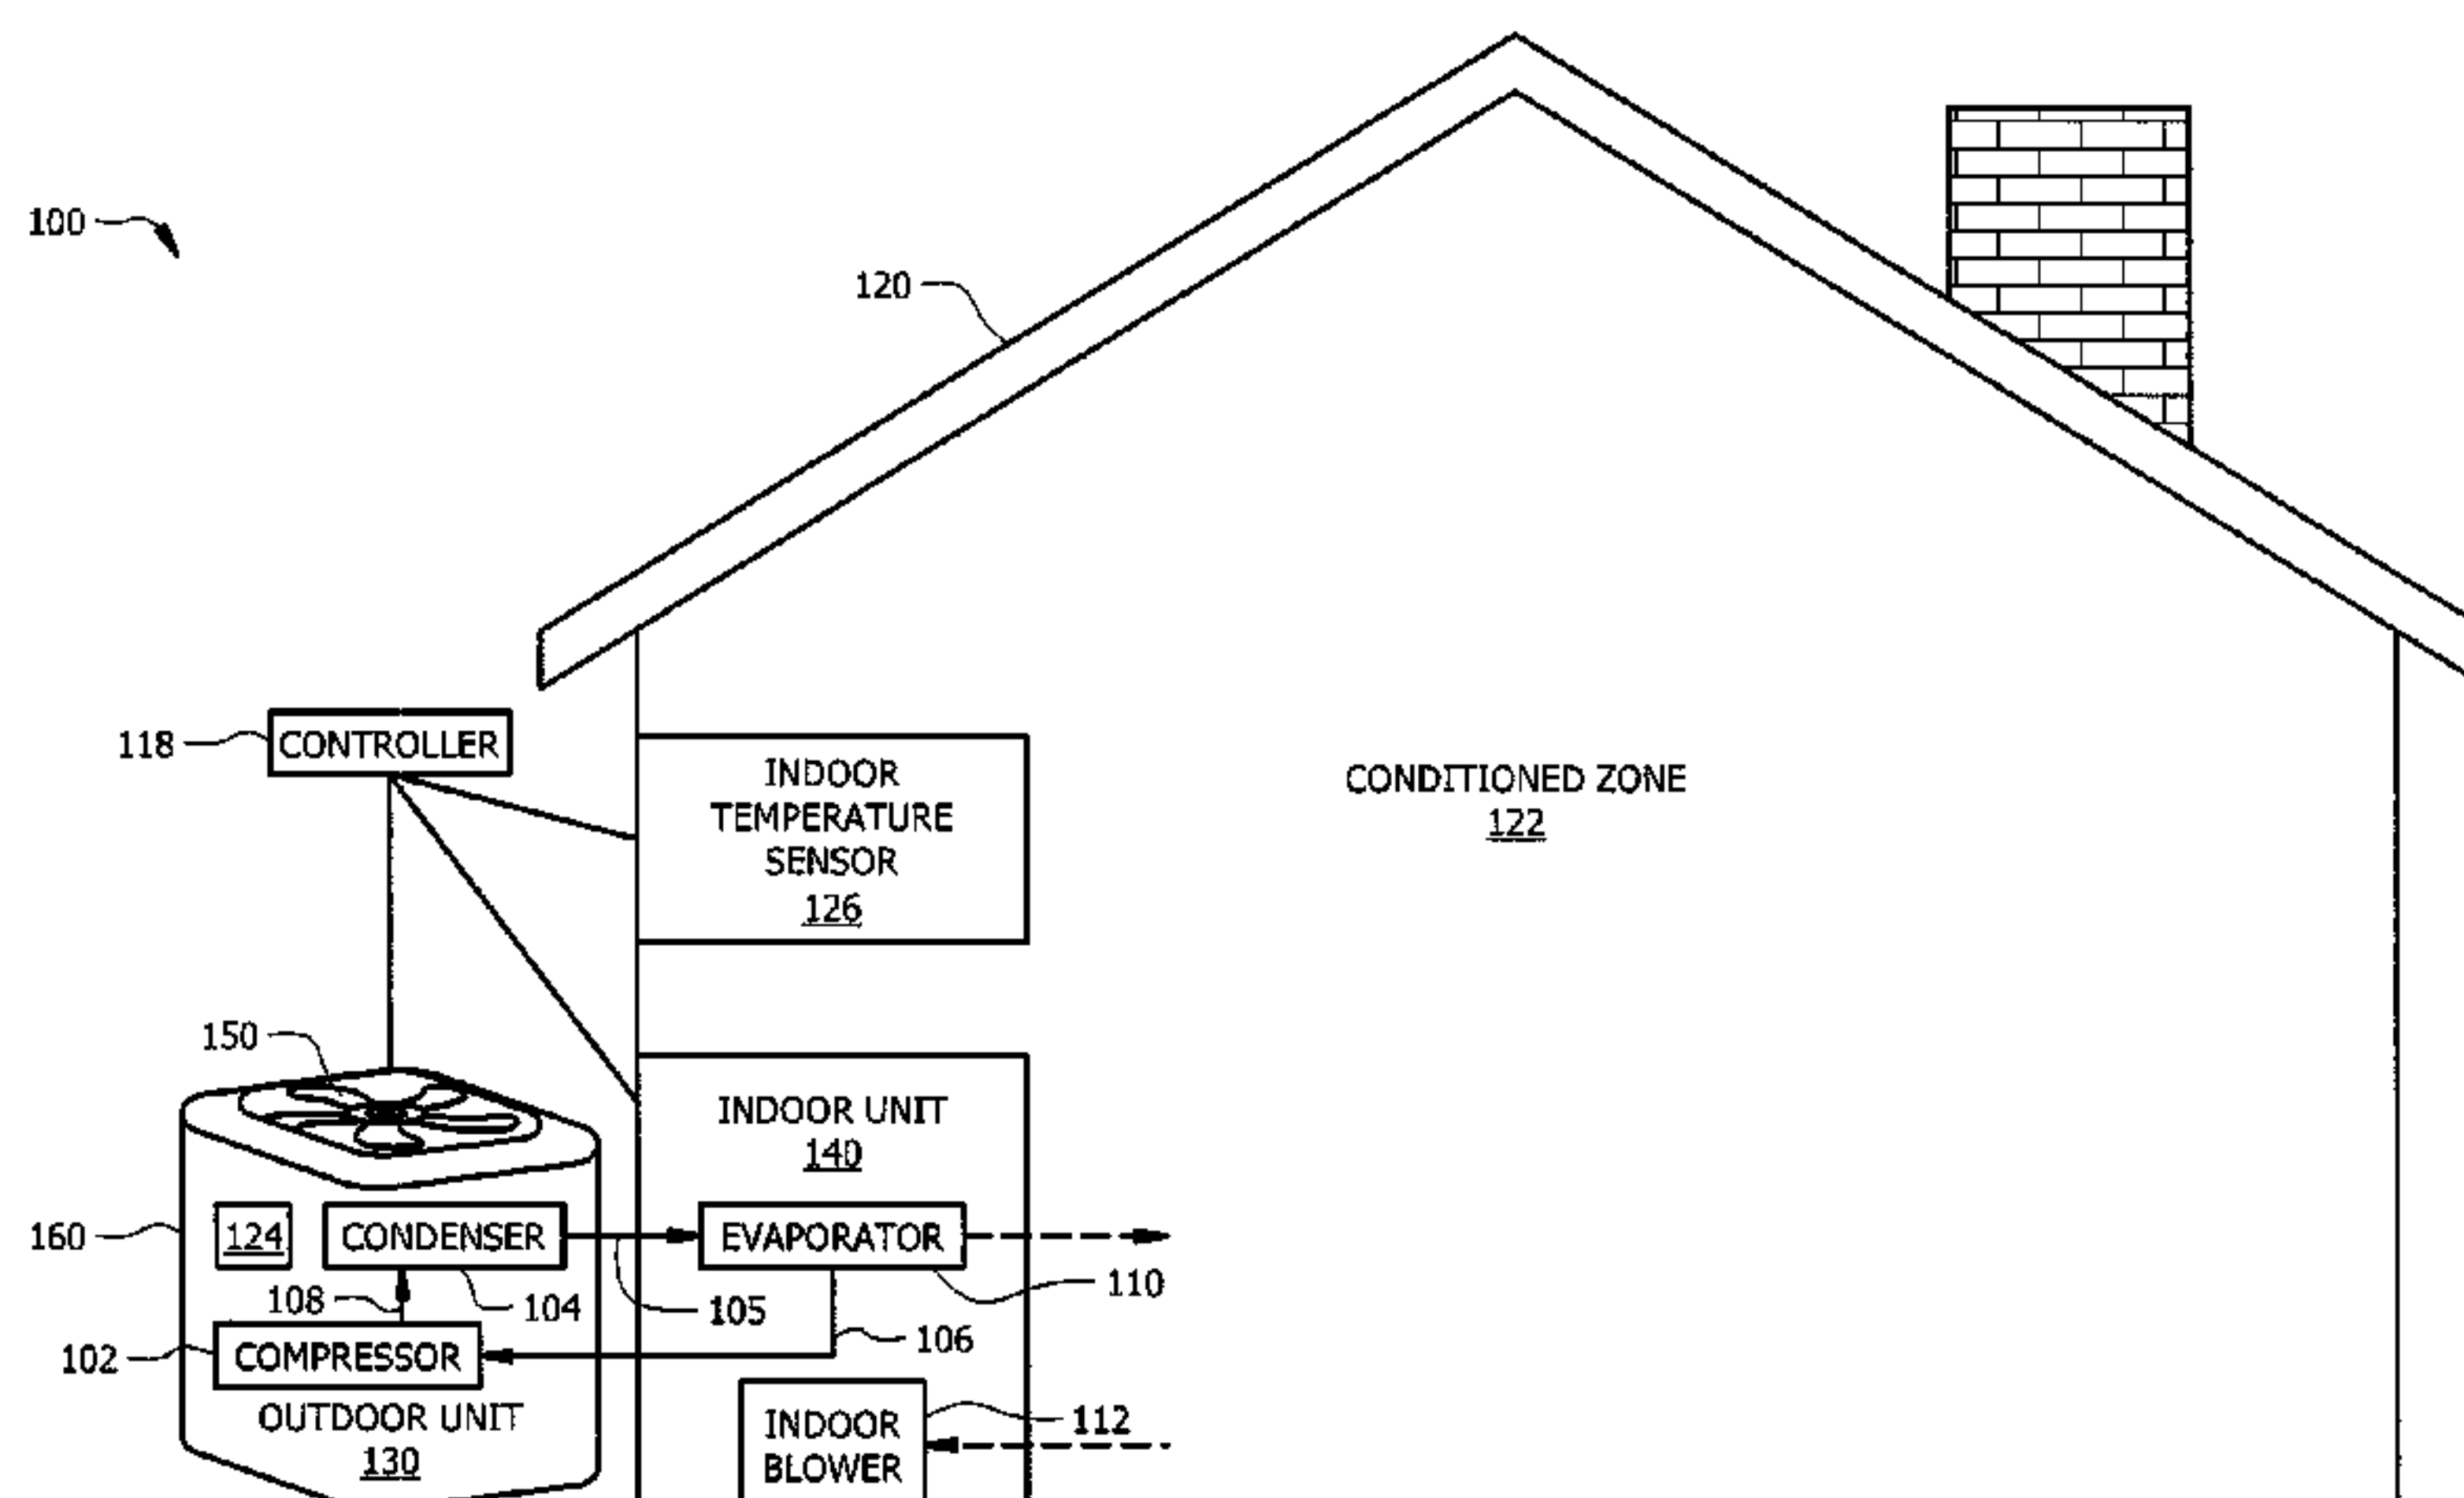 100
120
118
CONTROLLER
INDOOR
TEMPERATURE
SENSOR
126
CONDITIONED ZONE
122
150
INDOOR UNIT
140
160
124
CONDENSER
EVAPORATOR
110
108
104
105
106
102
COMPRESSOR
OUTDOOR UNIT
130
INDOOR
BLOWER
112